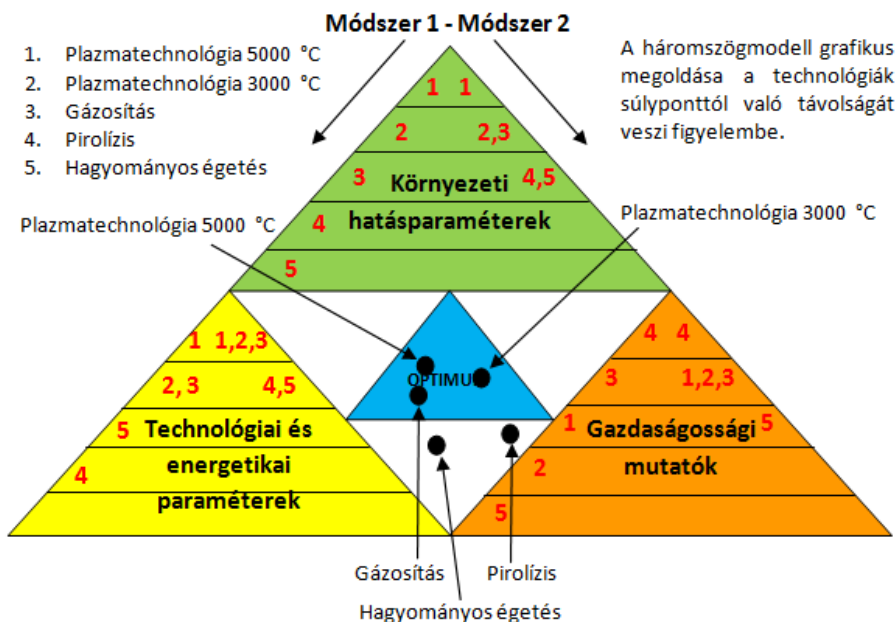 Módszer 1 - Módszer 2
1. Plazmatechnológia 5000 °C
2. Plazmatechnológia 3000 °C
3. Gázosítás
4. Pirolízis
5. Hagyományos égetés
A háromszögmodell grafikus
megoldása a technológiák
súlyponttól való távolságát
veszi figyelembe.
1 1
2 2,3
3 4,5
Környezeti
4
hatásparaméterek
5
Plazmatechnológia 5000 °C
Plazmatechnológia 3000 °C
1 1,2,3
2, 3 4,5
5
Technológiai és
energetikai
4
paraméterek
OPTIMU
4 4
3 1,2,3
1 5
Gazdaságossági
2
mutatók
5
Gázosítás
Pirolízis
Hagyományos égetés